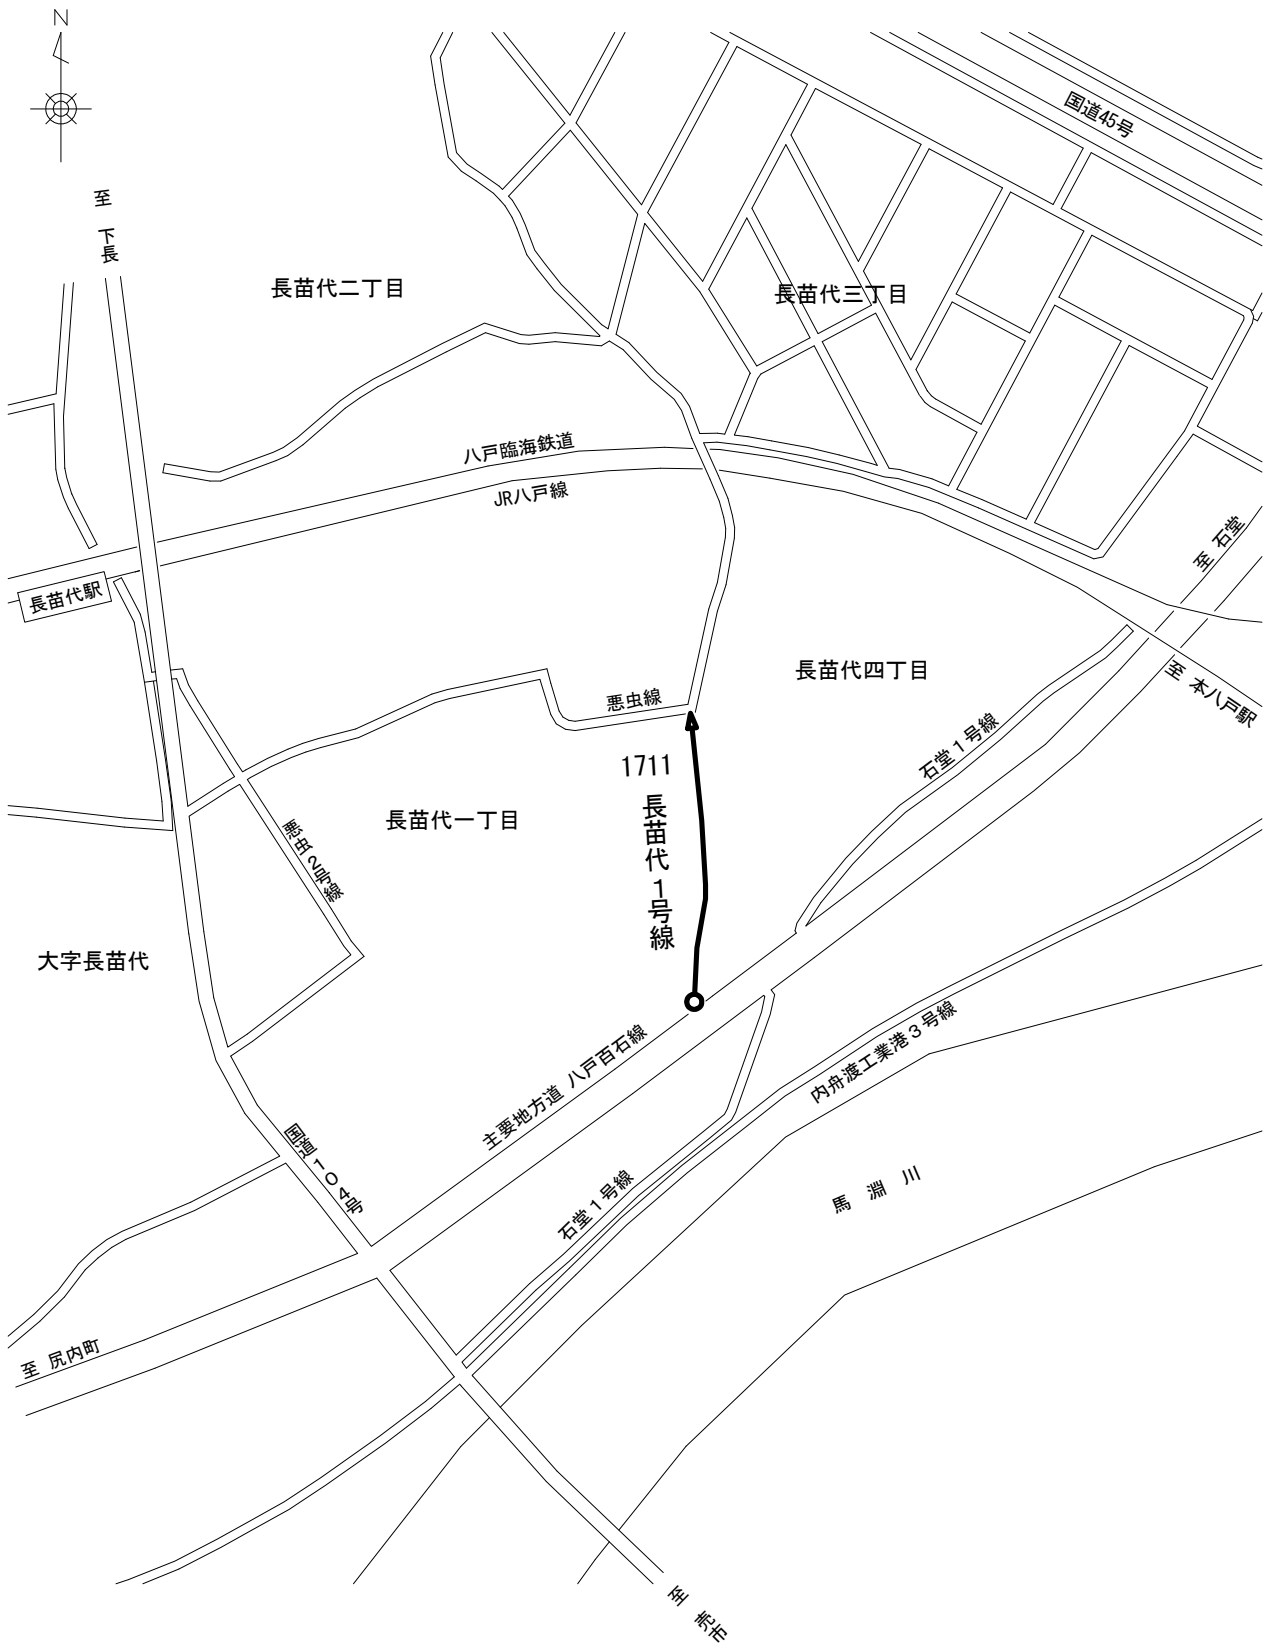 N
国道45号
至 下長
長苗代二丁目
長苗代三丁目
八戸臨海鉄道
JR八戸線
至 石堂
長苗代駅
長苗代四丁目
至 本八戸駅
悪虫線
石堂1号線
1711
長苗代1号線
長苗代一丁目
悪虫2号線
大字長苗代
内舟渡工業港3号線
主要地方道 八戸百石線
国道104号
石堂1号線
馬 淵 川
至 尻内町
至 売市